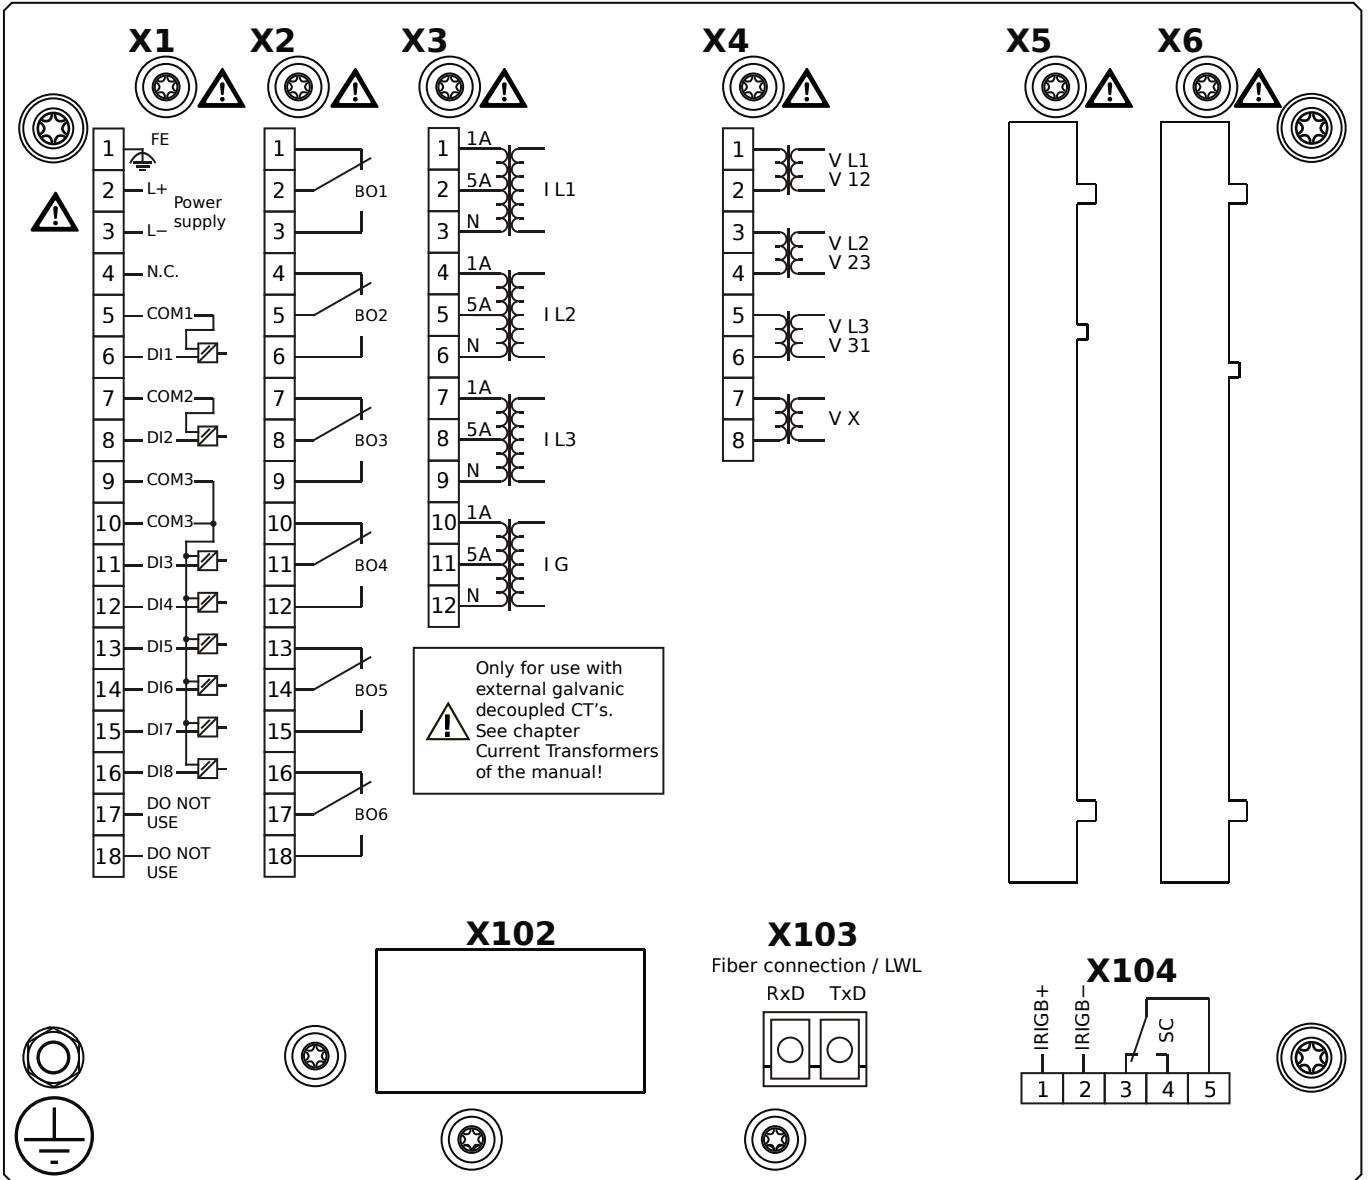 X1 X2 X3 X4 X5 X6
1 FE
2 L+
Power
supply
3 L−
4 N.C.
5 COM1
6 DI1
7 COM2
8 DI2
9 COM3
10 COM3
11 DI3
12 DI4
13 DI5
14 DI6
15 DI7
16 DI8
17 DO NOT
USE
18 DO NOT
USE
1
2 BO1
3
4
5 BO2
6
7
8 BO3
9
10
11 BO4
12
13
14 BO5
15
16
17 BO6
18
1 1A
2 5A I L1
3 N
4 1A
5 5A I L2
6 N
7 1A
8 5A I L3
9 N
10 1A
11 5A I G
12 N
!
Only for use with
external galvanic
decoupled CT's.
See chapter
Current Transformers
of the manual!
1 V L1
2 V 12
3 V L2
4 V 23
5 V L3
6 V 31
7 V X
8
X102
X103
Fiber connection / LWL
RxD TxD
X104
IRIGB+
IRIGB−
SC
1 2 3 4 5